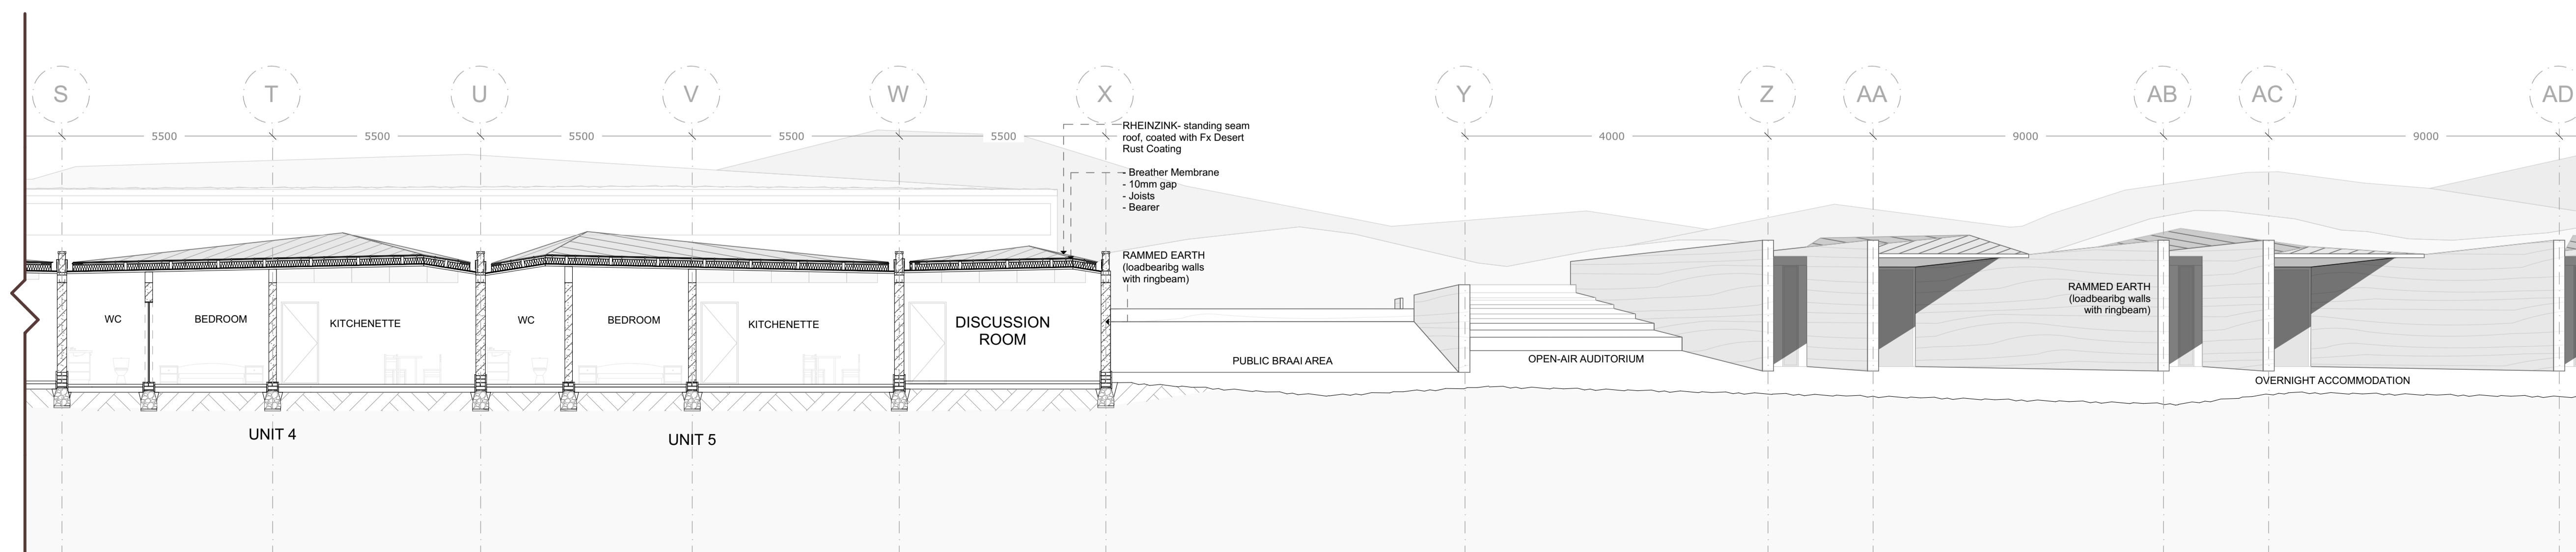 S T U V W X Y Z AA AB AC AD
5500 5500 5500 5500 5500 4000 9000 9000
RHEINZINK- standing seam
roof, coated with Fx Desert
Rust Coating
- Breather Membrane
- 10mm gap
- Joists
- Bearer
RAMMED EARTH
(loadbearibg walls
with ringbeam)
RAMMED EARTH
(loadbearibg walls
with ringbeam)
WC BEDROOM KITCHENETTE WC BEDROOM KITCHENETTE
DISCUSSION
ROOM
PUBLIC BRAAI AREA
OPEN-AIR AUDITORIUM
OVERNIGHT ACCOMMODATION
UNIT 4 UNIT 5